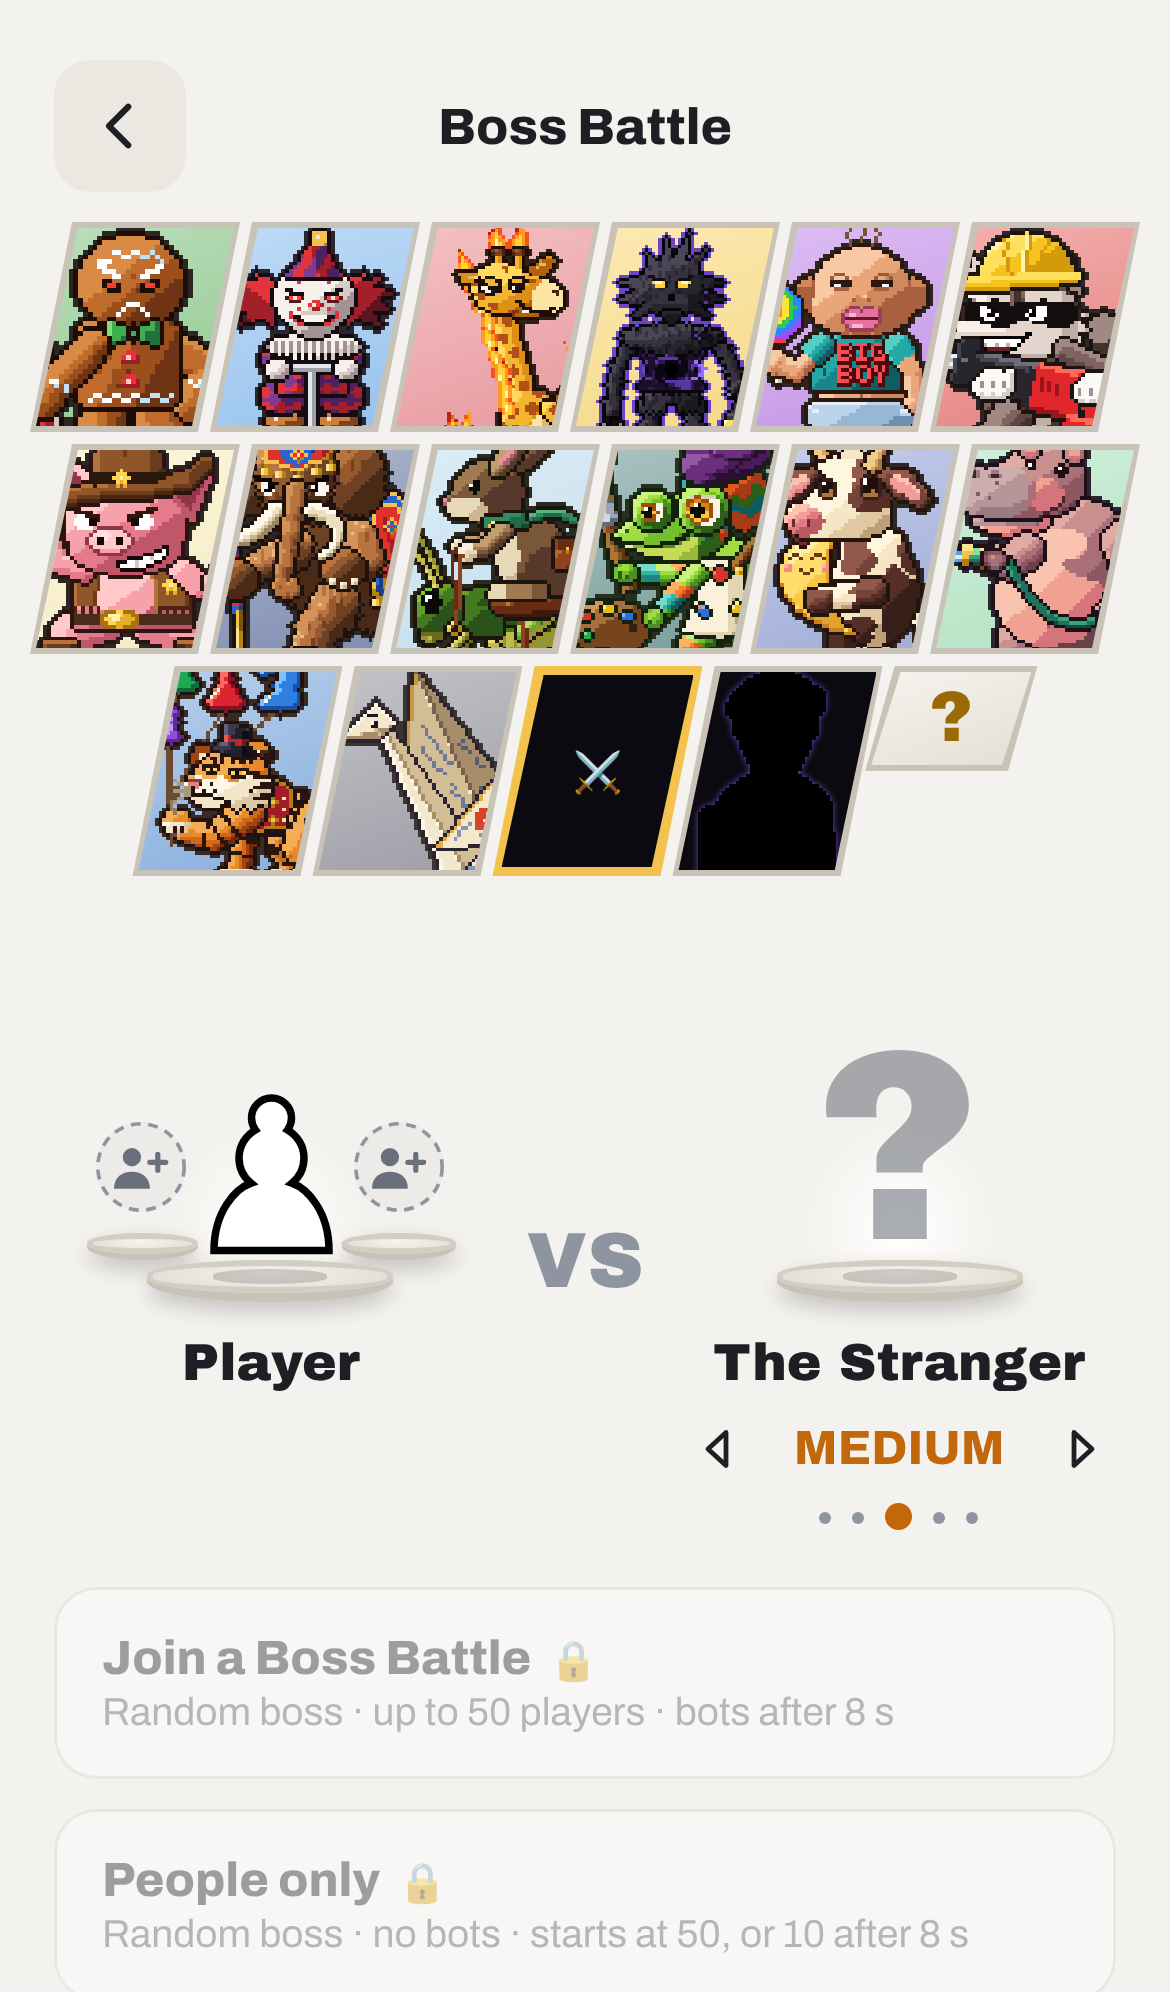 Boss Battle
BIG
BOY
?
?
VS
Player
The Stranger
MEDIUM
Join a Boss Battle 🔒
Random boss · up to 50 players · bots after 8 s
People only 🔒
Random boss · no bots · starts at 50, or 10 after 8 s